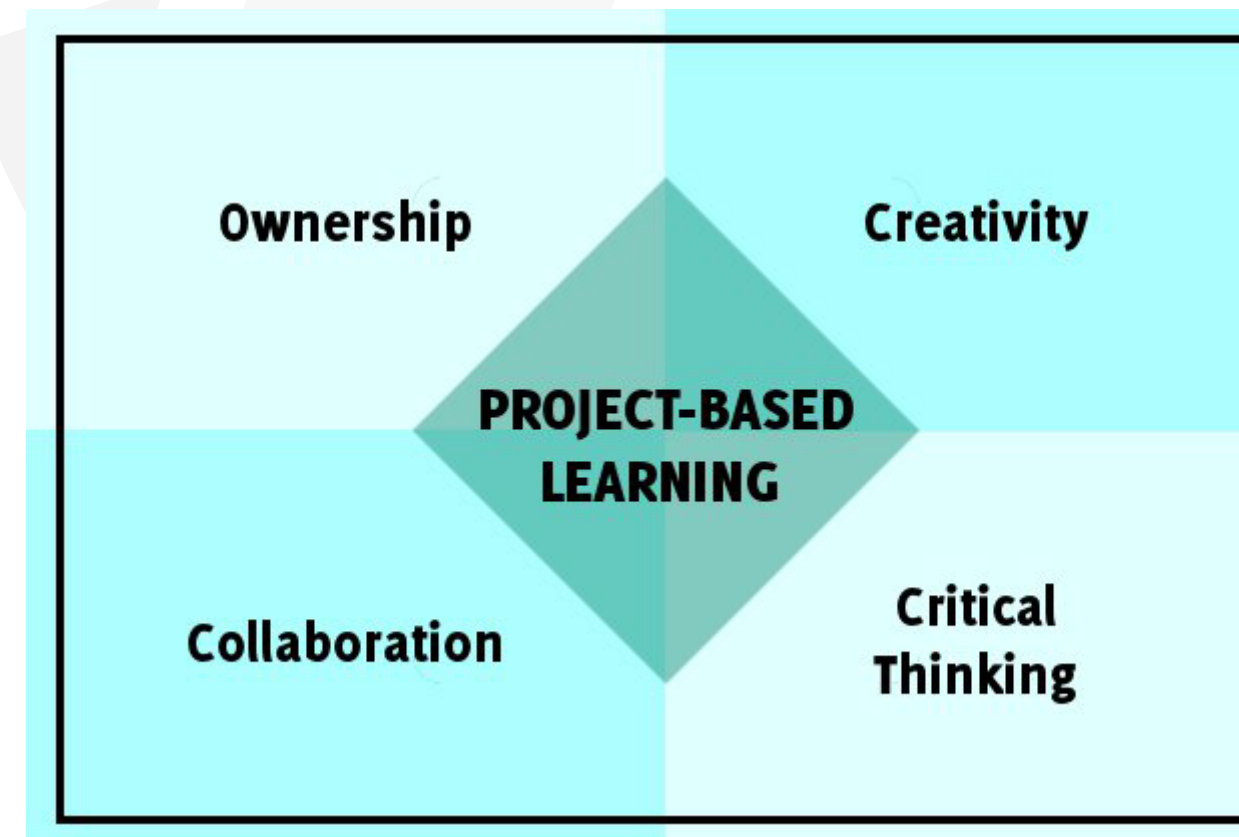 Ownership
Creativity
PROJECT-BASED
LEARNING
Collaboration
Critical
Thinking